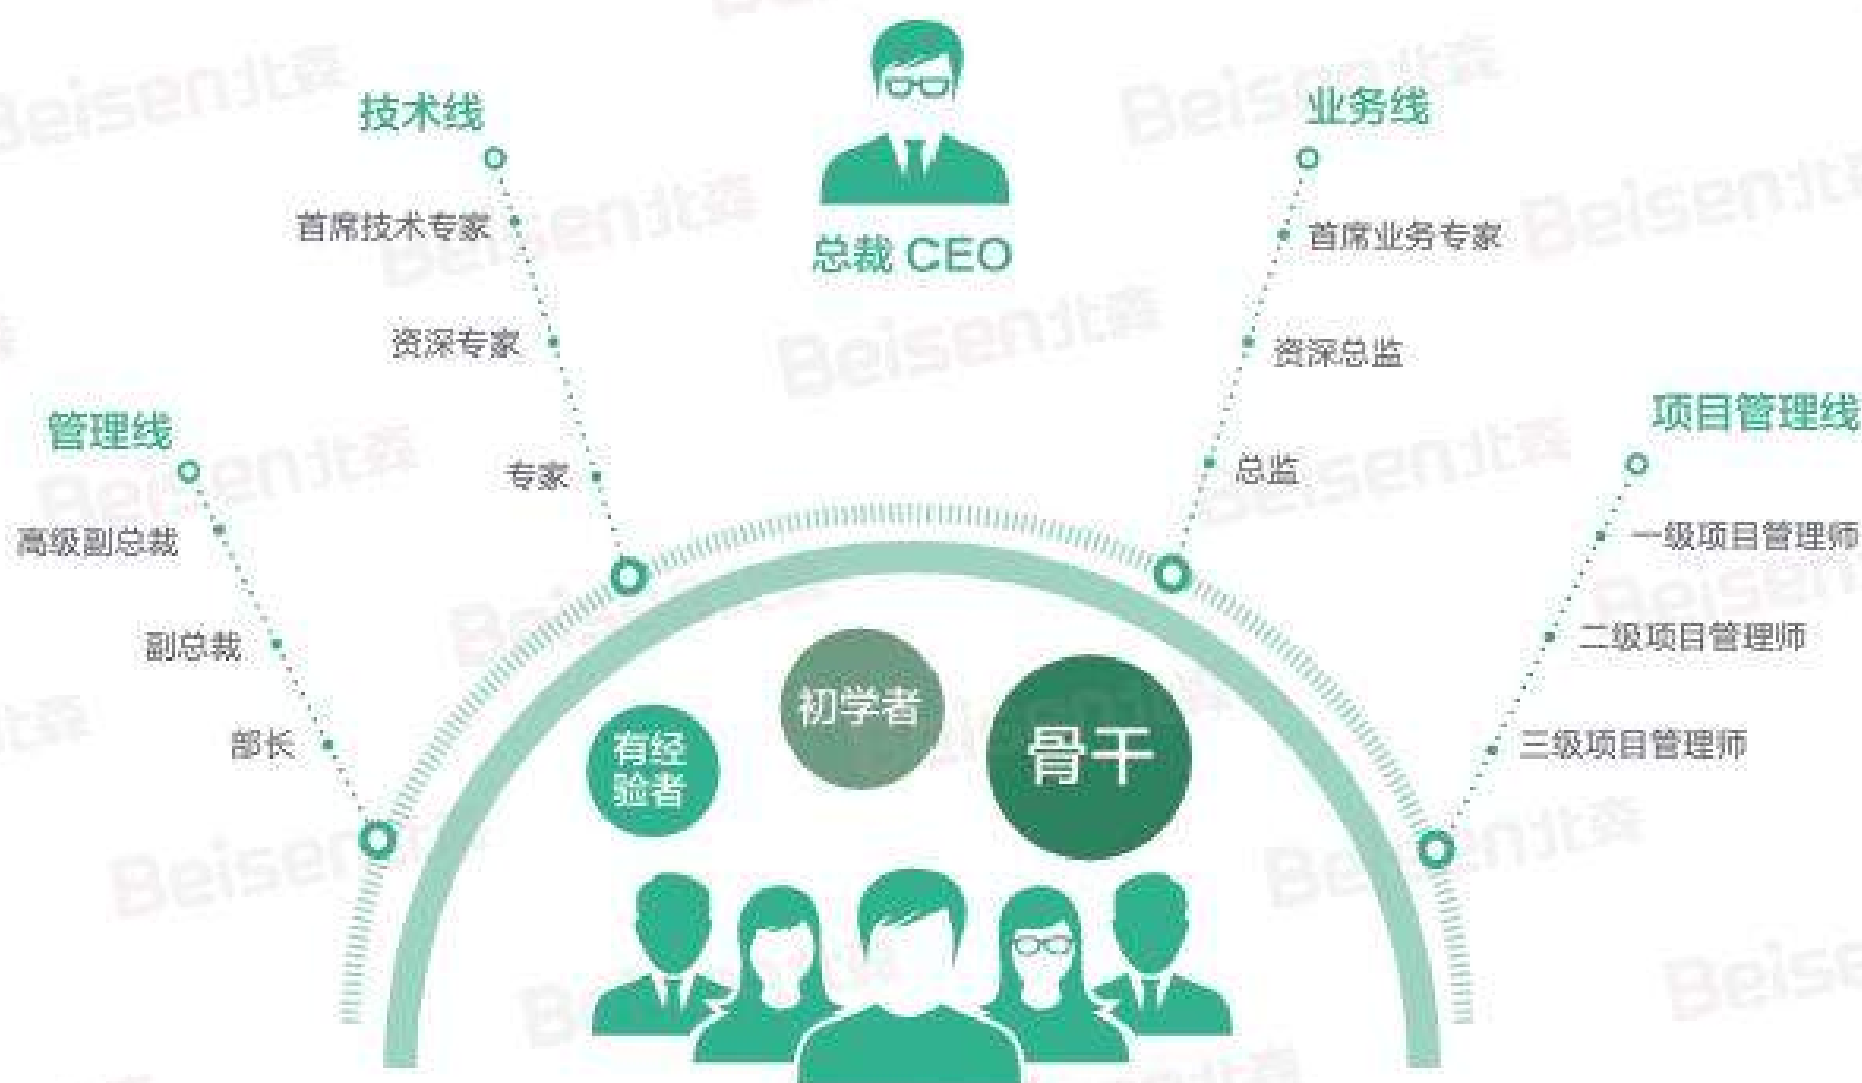 技术线
首席技术专家
资深专家
专家
管理线
高级副总裁
副总裁
部长
总裁 CEO
业务线
首席业务专家
资深总监
总监
项目管理线
一级项目管理师
二级项目管理师
三级项目管理师
有经
验者
初学者
骨干
Beisen北森